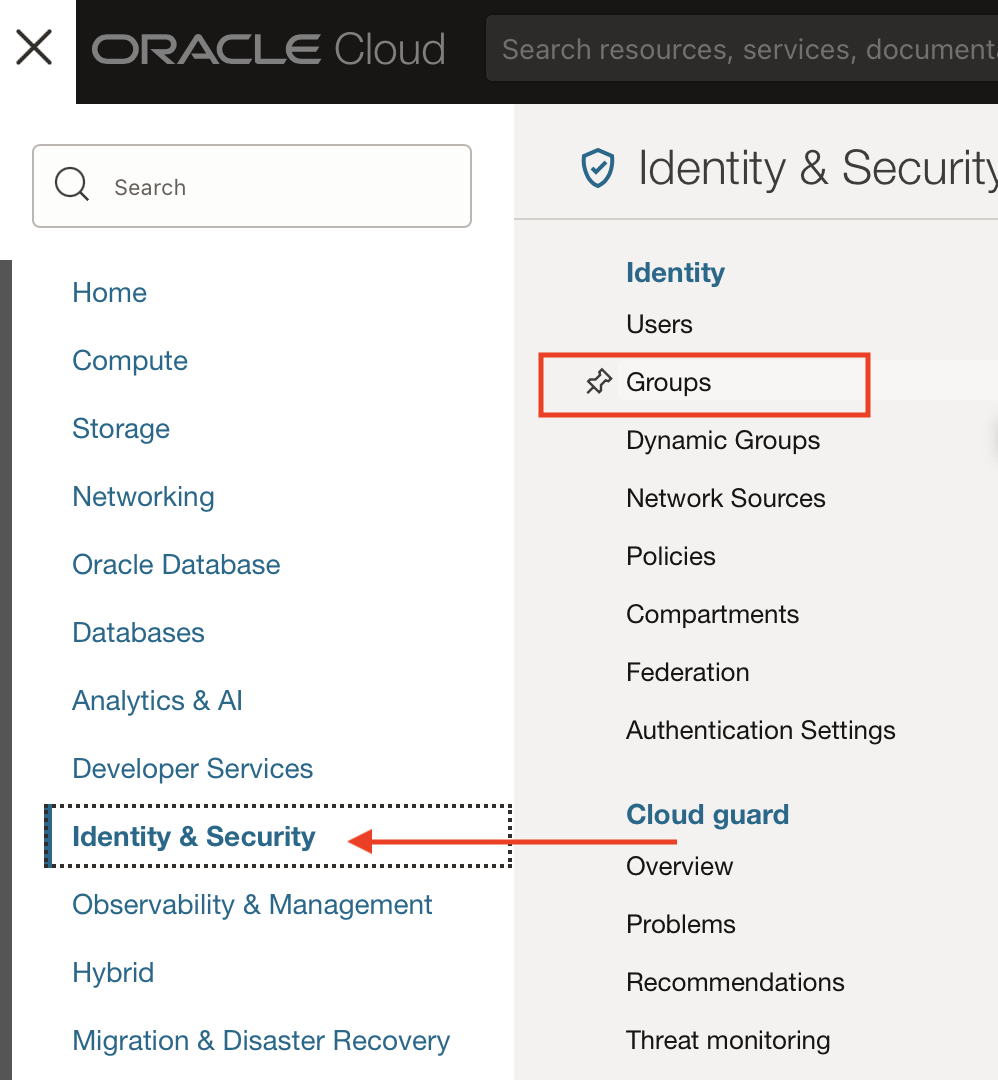 ORACLE Cloud
Search resources, services, documenta
Search
Home
Compute
Storage
Networking
Oracle Database
Databases
Analytics & AI
Developer Services
Identity & Security
Observability & Management
Hybrid
Migration & Disaster Recovery
Identity & Security
Identity
Users
Groups
Dynamic Groups
Network Sources
Policies
Compartments
Federation
Authentication Settings
Cloud guard
Overview
Problems
Recommendations
Threat monitoring